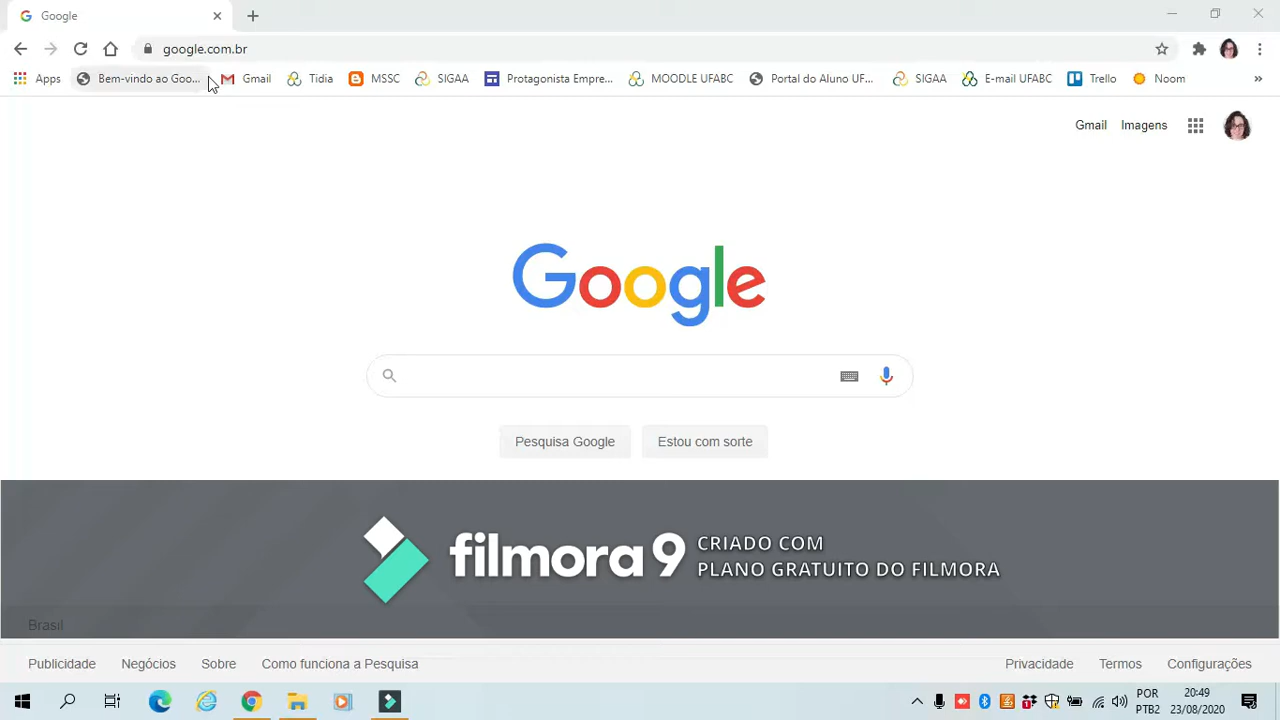 Google
google.com.br
Apps Bem-vindo ao Goo... Gmail Tidia MSSC SIGAA Protagonista Empre... MOODLE UFABC Portal do Aluno UF... SIGAA E-mail UFABC Trello Noom »
Gmail Imagens
Google
Pesquisa Google Estou com sorte
filmora 9 CRIADO COM
PLANO GRATUITO DO FILMORA
Brasil
Publicidade Negócios Sobre Como funciona a Pesquisa Privacidade Termos Configurações
POR 20:49
PTB2 23/08/2020